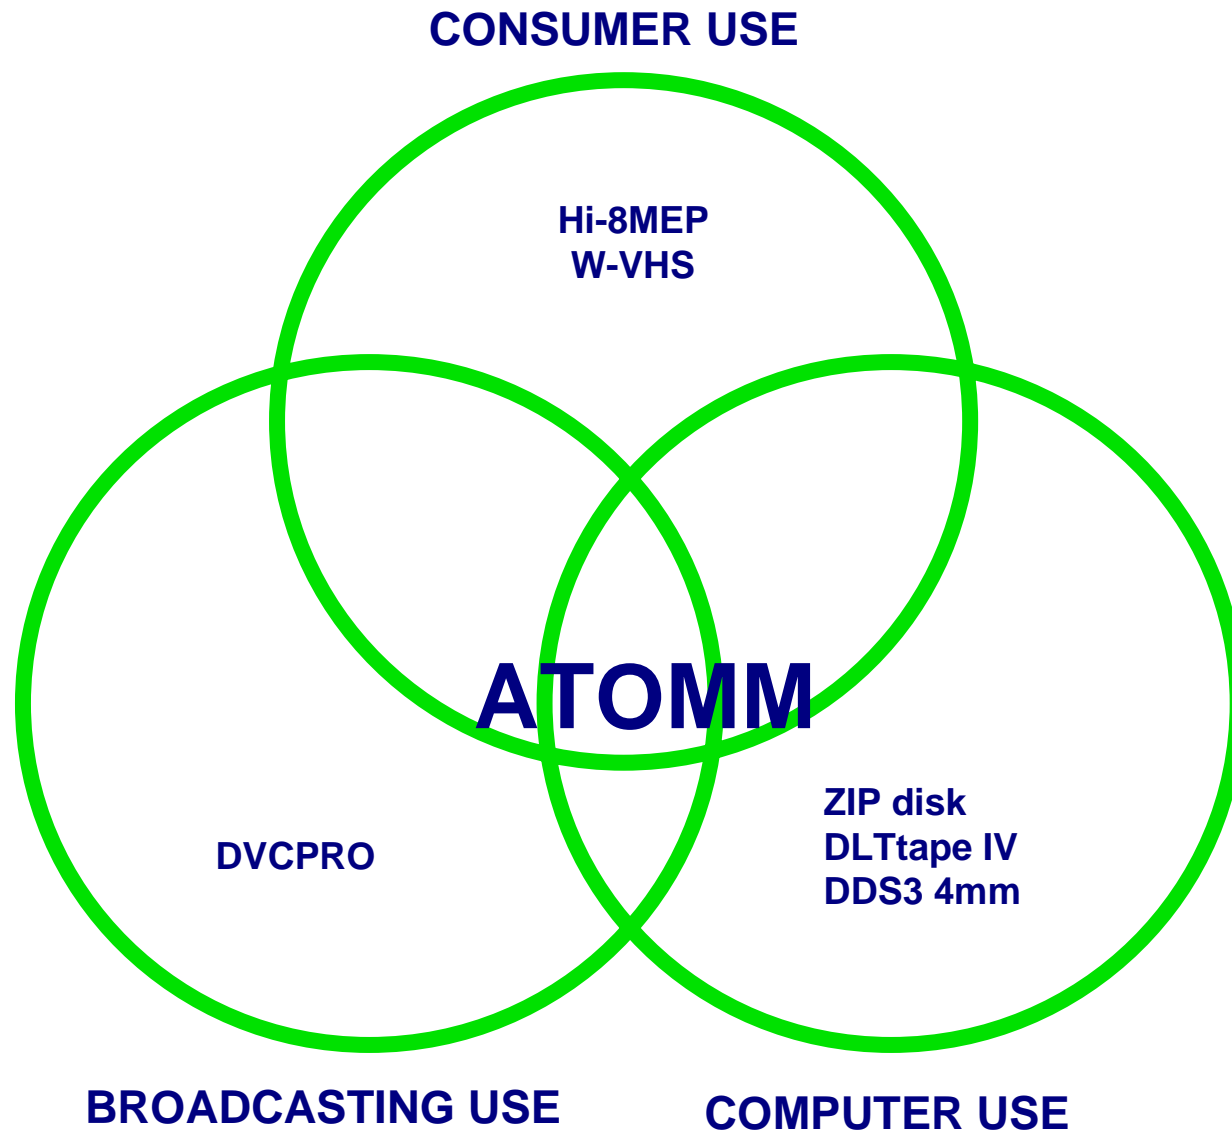 CONSUMER USE
Hi-8MEP
W-VHS
ATOMM
ZIP disk
DLTtape IV
DDS3 4mm
DVCPRO
BROADCASTING USE
COMPUTER USE